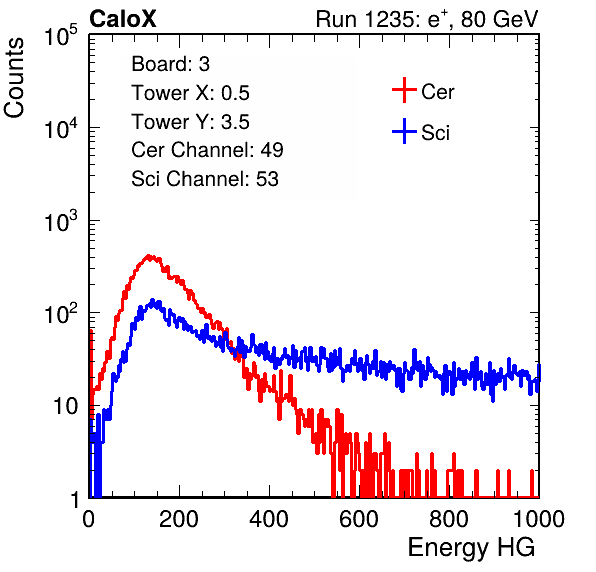 CaloX Run 1235: e⁺, 80 GeV
Counts
Board: 3
Tower X: 0.5
Tower Y: 3.5
Cer Channel: 49
Sci Channel: 53
Cer
Sci
10⁵
10⁴
10³
10²
10
1
0 200 400 600 800 1000
Energy HG